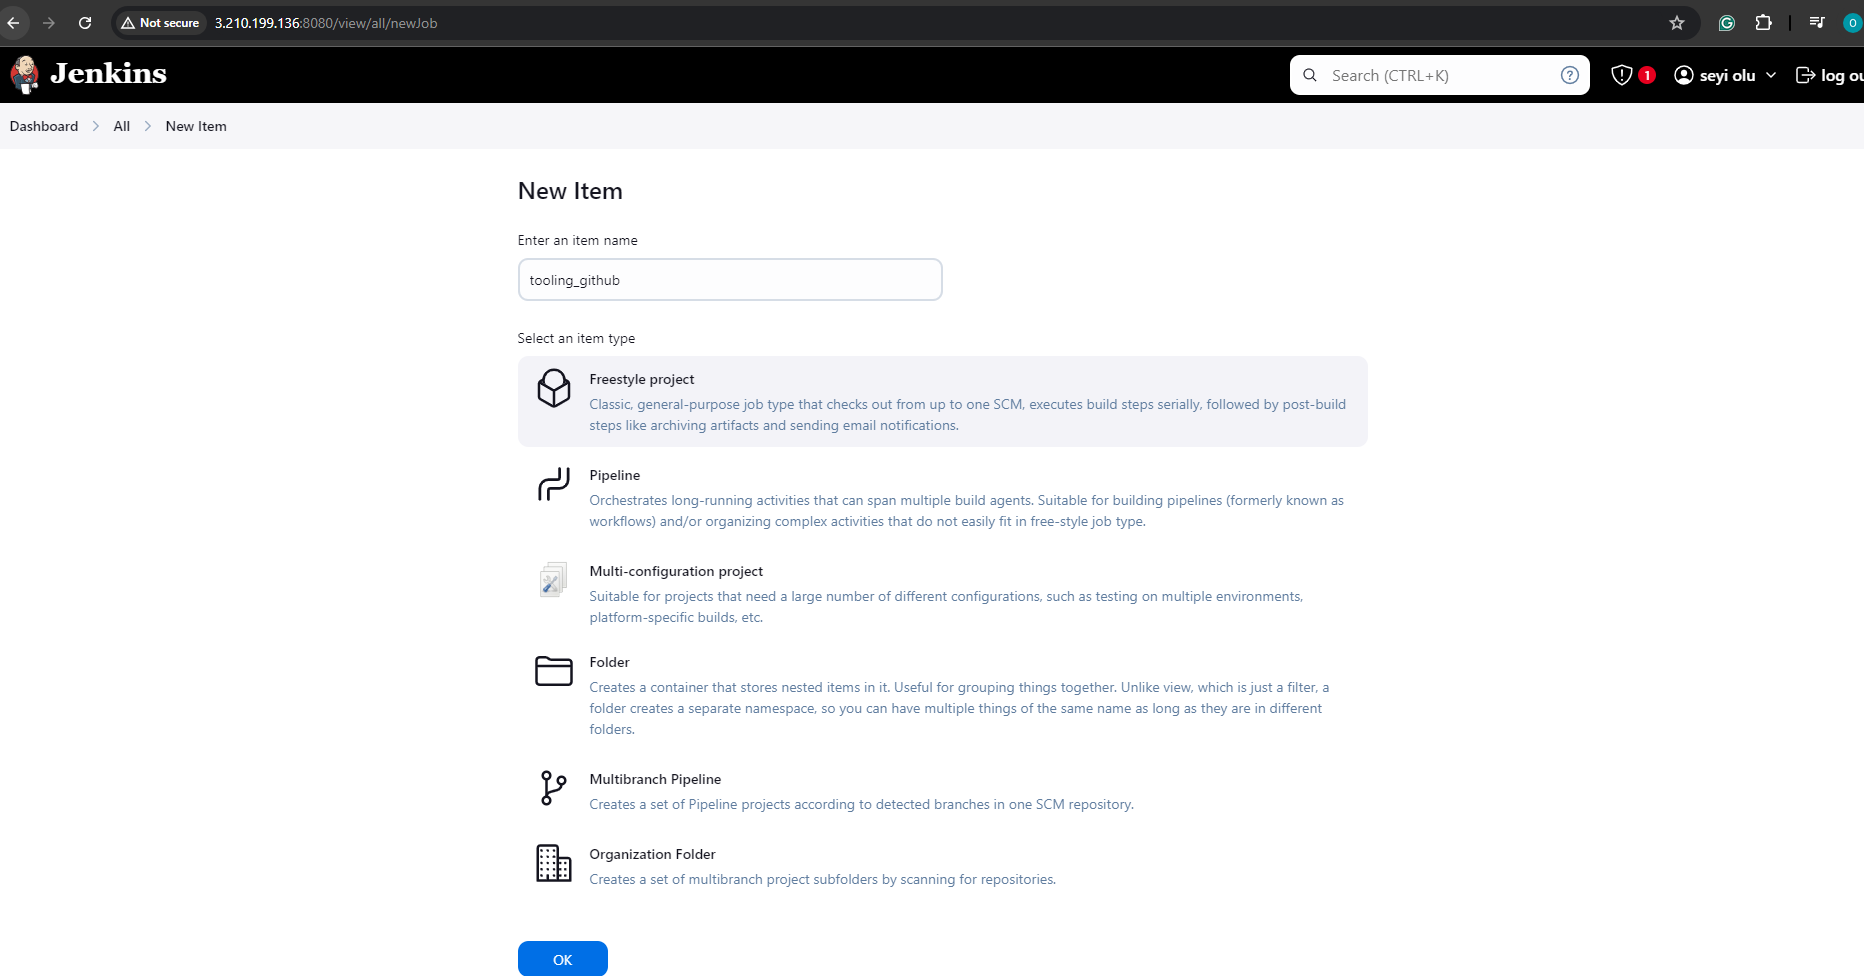 Not secure 3.210.199.136:8080/view/all/newJob
Jenkins
Search (CTRL+K)
?
1
seyi olu
log ou
Dashboard > All > New Item
New Item
Enter an item name
tooling_github
Select an item type
Freestyle project
Classic, general-purpose job type that checks out from up to one SCM, executes build steps serially, followed by post-build
steps like archiving artifacts and sending email notifications.
Pipeline
Orchestrates long-running activities that can span multiple build agents. Suitable for building pipelines (formerly known as
workflows) and/or organizing complex activities that do not easily fit in free-style job type.
Multi-configuration project
Suitable for projects that need a large number of different configurations, such as testing on multiple environments,
platform-specific builds, etc.
Folder
Creates a container that stores nested items in it. Useful for grouping things together. Unlike view, which is just a filter, a
folder creates a separate namespace, so you can have multiple things of the same name as long as they are in different
folders.
Multibranch Pipeline
Creates a set of Pipeline projects according to detected branches in one SCM repository.
Organization Folder
Creates a set of multibranch project subfolders by scanning for repositories.
OK